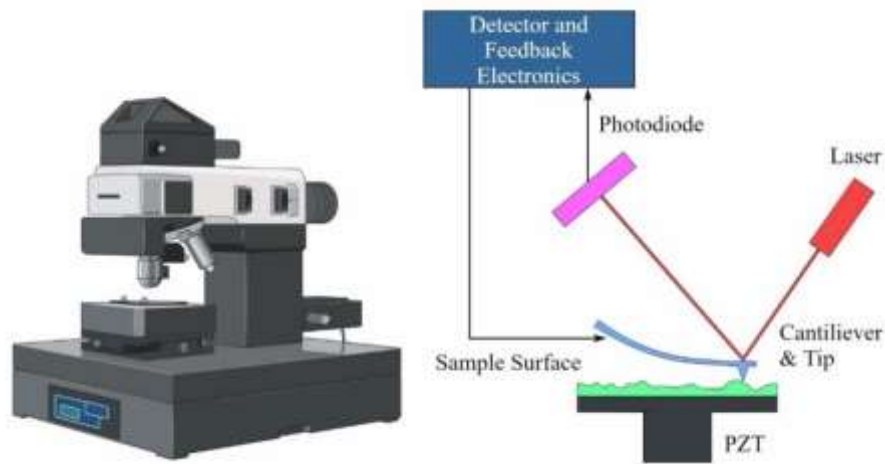 Detector and
Feedback
Electronics
Photodiode
Laser
Cantiliever
& Tip
Sample Surface
PZT